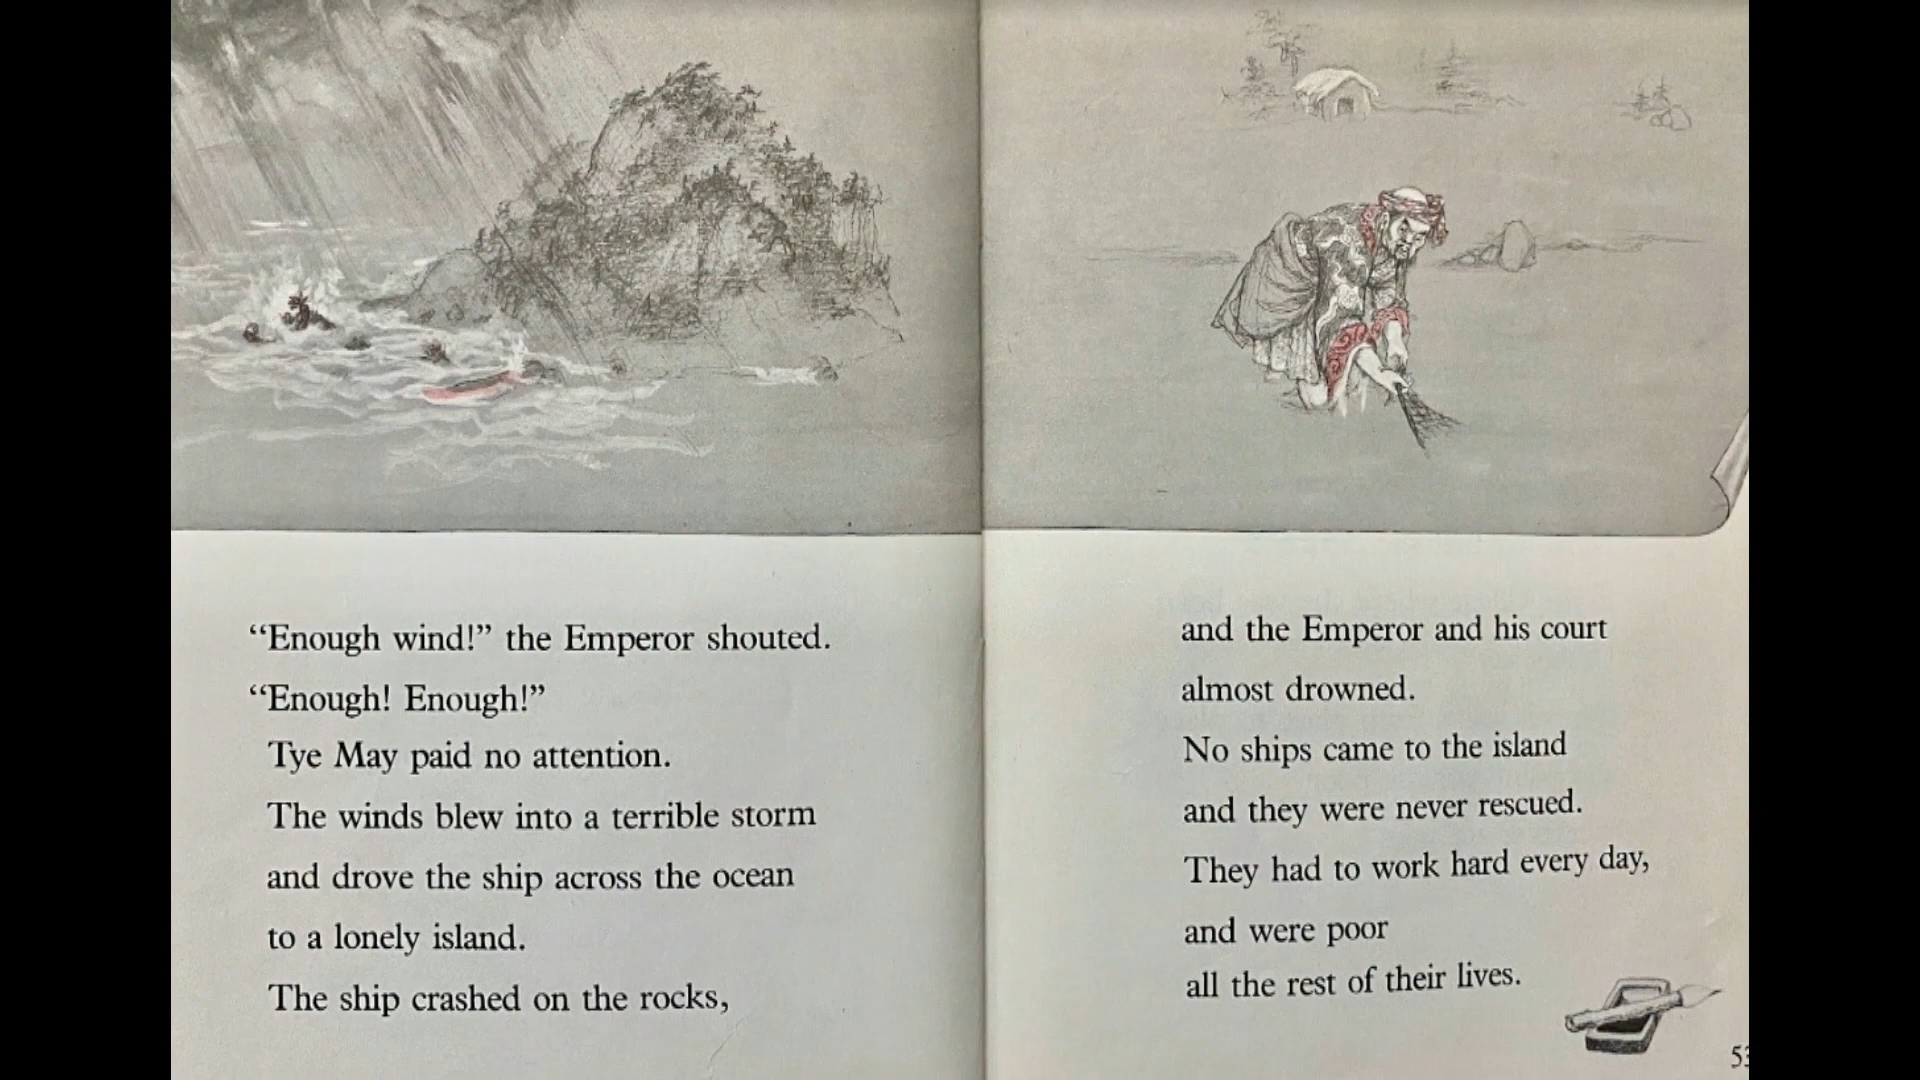 “Enough wind!” the Emperor shouted.
“Enough! Enough!”
Tye May paid no attention.
The winds blew into a terrible storm
and drove the ship across the ocean
to a lonely island.
The ship crashed on the rocks,
and the Emperor and his court
almost drowned.
No ships came to the island
and they were never rescued.
They had to work hard every day,
and were poor
all the rest of their lives.
53